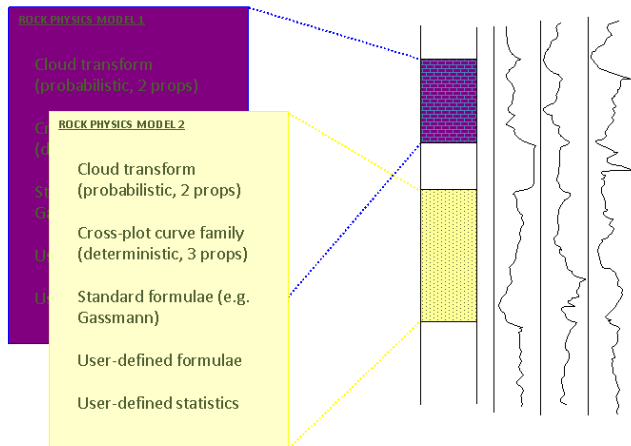 ROCK PHYSICS MODEL 1
Cloud transform
(probabilistic, 2 props)
ROCK PHYSICS MODEL 2
Cloud transform
(probabilistic, 2 props)
Cross-plot curve family
(deterministic, 3 props)
Standard formulae (e.g.
Gassmann)
User-defined formulae
User-defined statistics